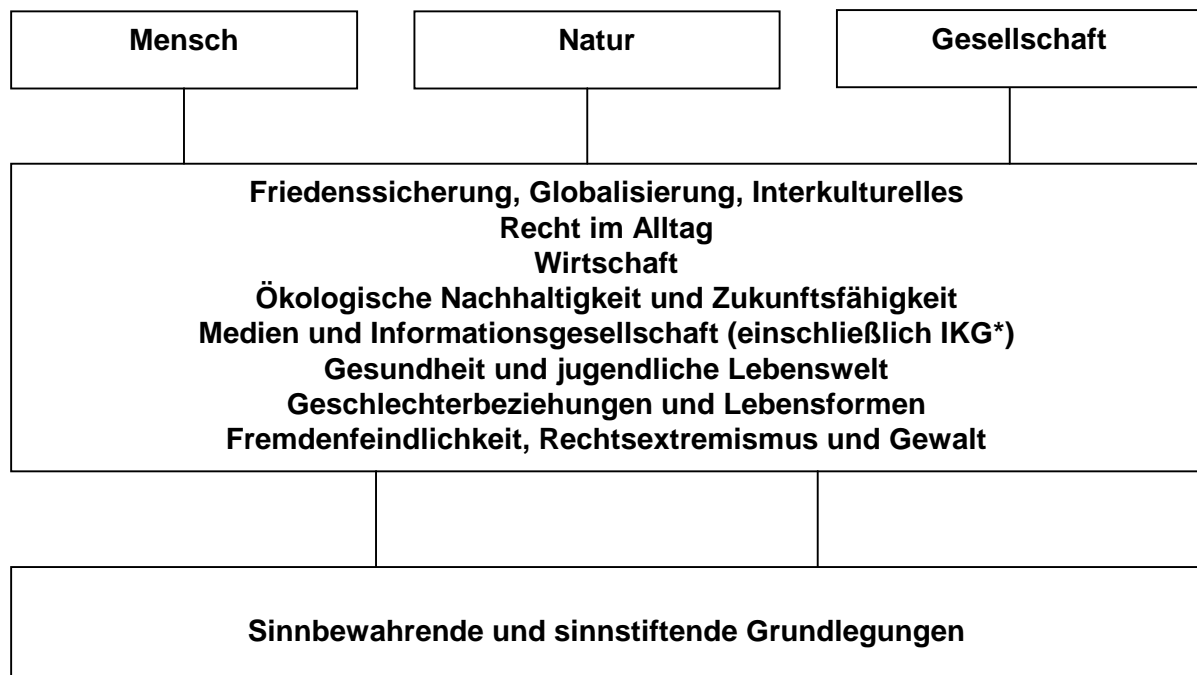 Mensch
Natur
Gesellschaft
Friedenssicherung, Globalisierung, Interkulturelles
Recht im Alltag
Wirtschaft
Ökologische Nachhaltigkeit und Zukunftsfähigkeit
Medien und Informationsgesellschaft (einschließlich IKG*)
Gesundheit und jugendliche Lebenswelt
Geschlechterbeziehungen und Lebensformen
Fremdenfeindlichkeit, Rechtsextremismus und Gewalt
Sinnbewahrende und sinnstiftende Grundlegungen